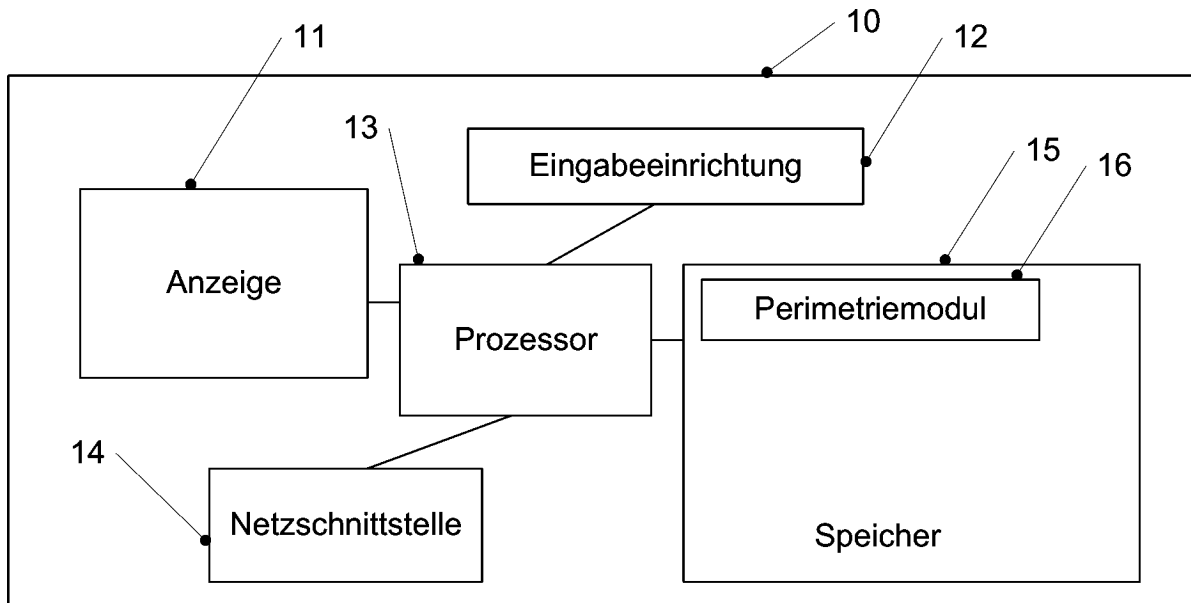 11
10
12
13
Eingabeeinrichtung
15
16
Anzeige
Prozessor
Perimetriemodul
14
Netzschnittstelle
Speicher